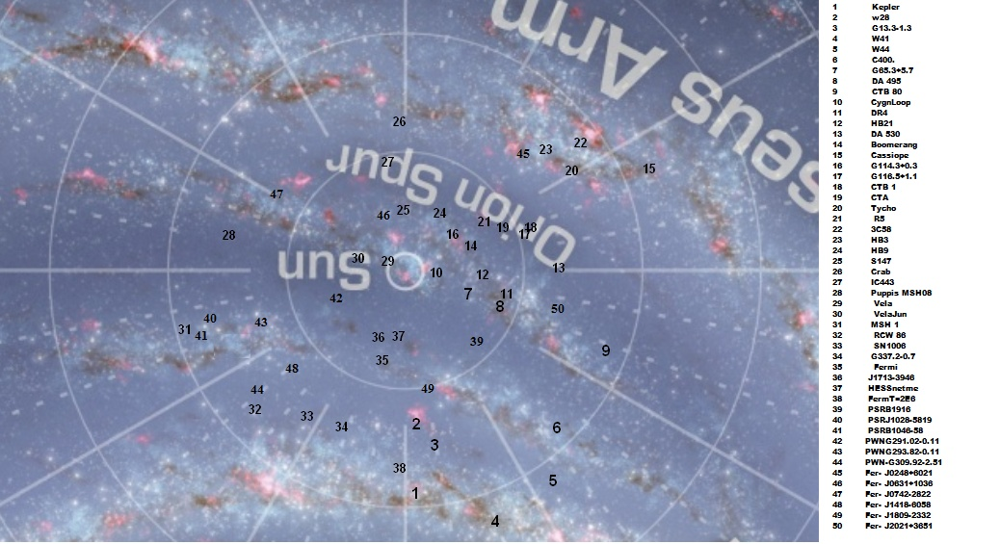 seus Arm
Orion Spur
Sun
26
45
23
22
27
20
15
47
46
25
24
21
19
18
28
16
17
14
30
29
10
12
13
42
7
11
8
50
40
43
31
41
36
37
39
9
35
48
44
49
32
33
34
2
6
3
38
5
1
4
1 Kepler
2 w28
3 G13.3-1.3
4 W41
5 W44
6 C400.
7 G65.3+5.7
8 DA 495
9 CTB 80
10 CygnLoop
11 DR4
12 HB21
13 DA 530
14 Boomerang
15 Cassiope
16 G114.3+0.3
17 G116.5+1.1
18 CTB 1
19 CTA
20 Tycho
21 R5
22 3C58
23 HB3
24 HB9
25 S147
26 Crab
27 IC443
28 Puppis MSH08
29 Vela
30 VelaJun
31 MSH 1
32 RCW 86
33 SN1006
34 G337.2-0.7
35 Fermi
36 J1713-3946
37 HESSnetme
38 FermT=2E6
39 PSRB1916
40 PSRJ1028-5819
41 PSRB1046-58
42 PWNG291.02-0.11
43 PWNG293.82-0.11
44 PWN-G309.92-2.51
45 Fer- J0248+6021
46 Fer- J0631+1036
47 Fer- J0742-2822
48 Fer- J1418-6058
49 Fer- J1809-2332
50 Fer- J2021+3651